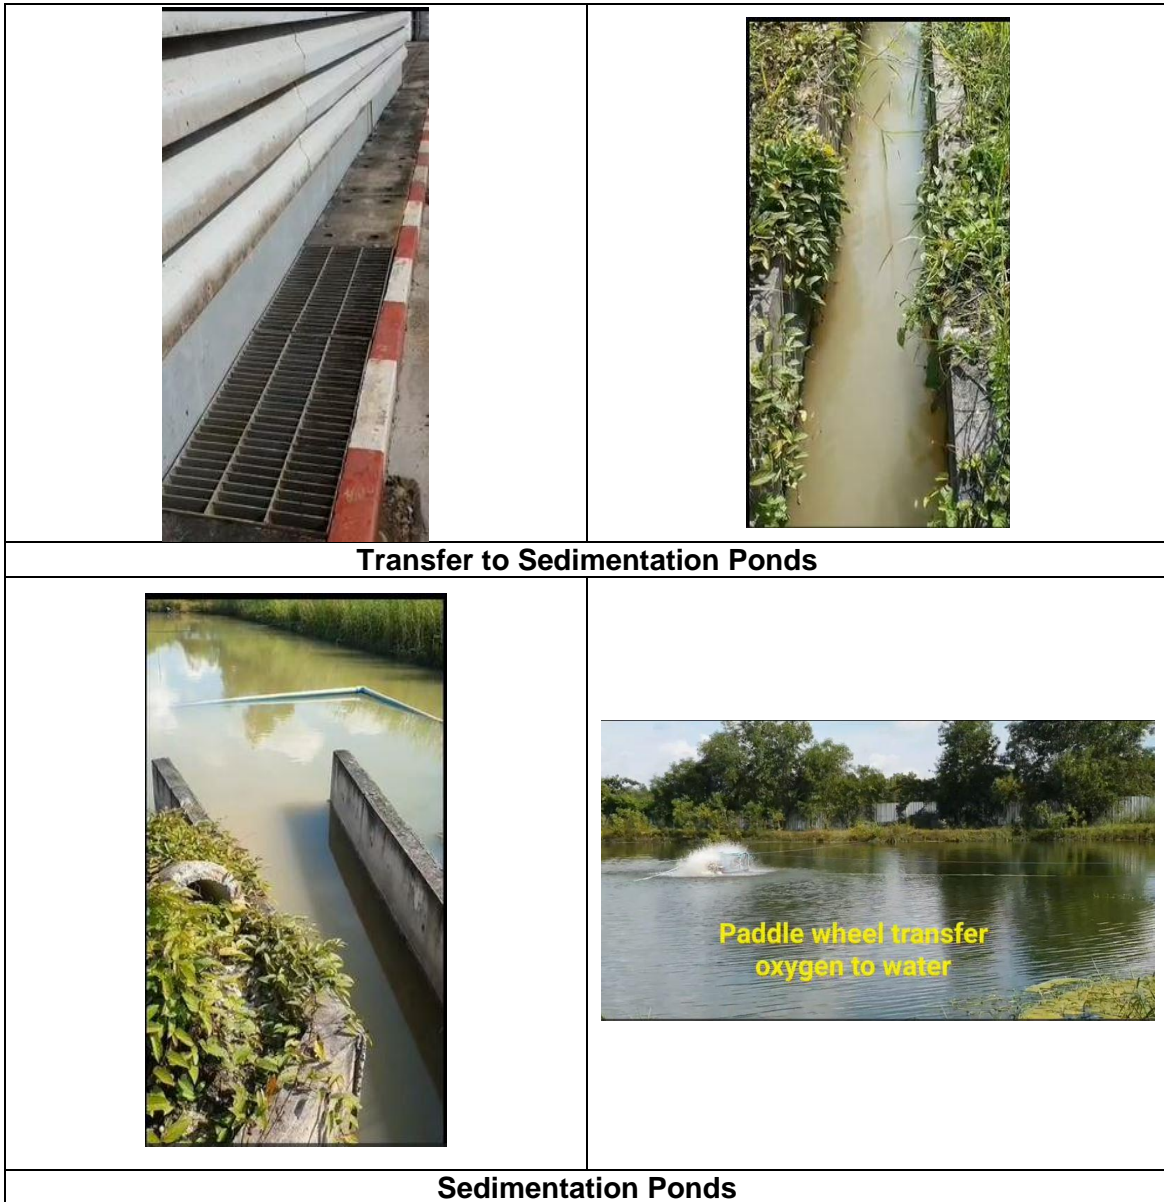 Transfer to Sedimentation Ponds
Paddle wheel transfer
oxygen to water
Sedimentation Ponds